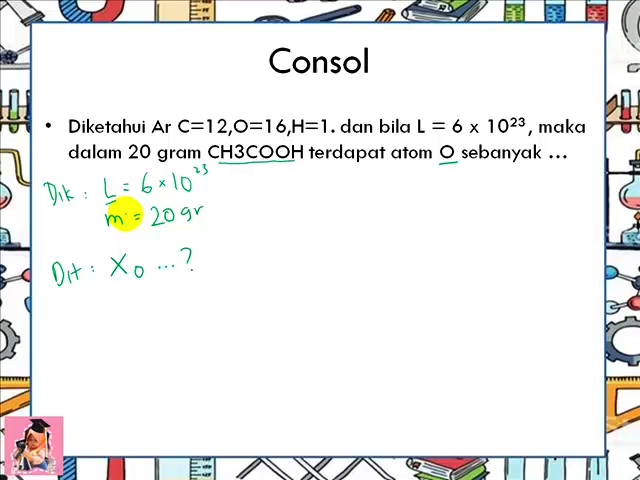 Consol
• Diketahui Ar C=12,O=16,H=1. dan bila L = 6 x 10²³ , maka
dalam 20 gram CH3COOH terdapat atom O sebanyak …
Dik : L = 6 × 10²³
m = 20 gr
Dit : X₀ ... ?